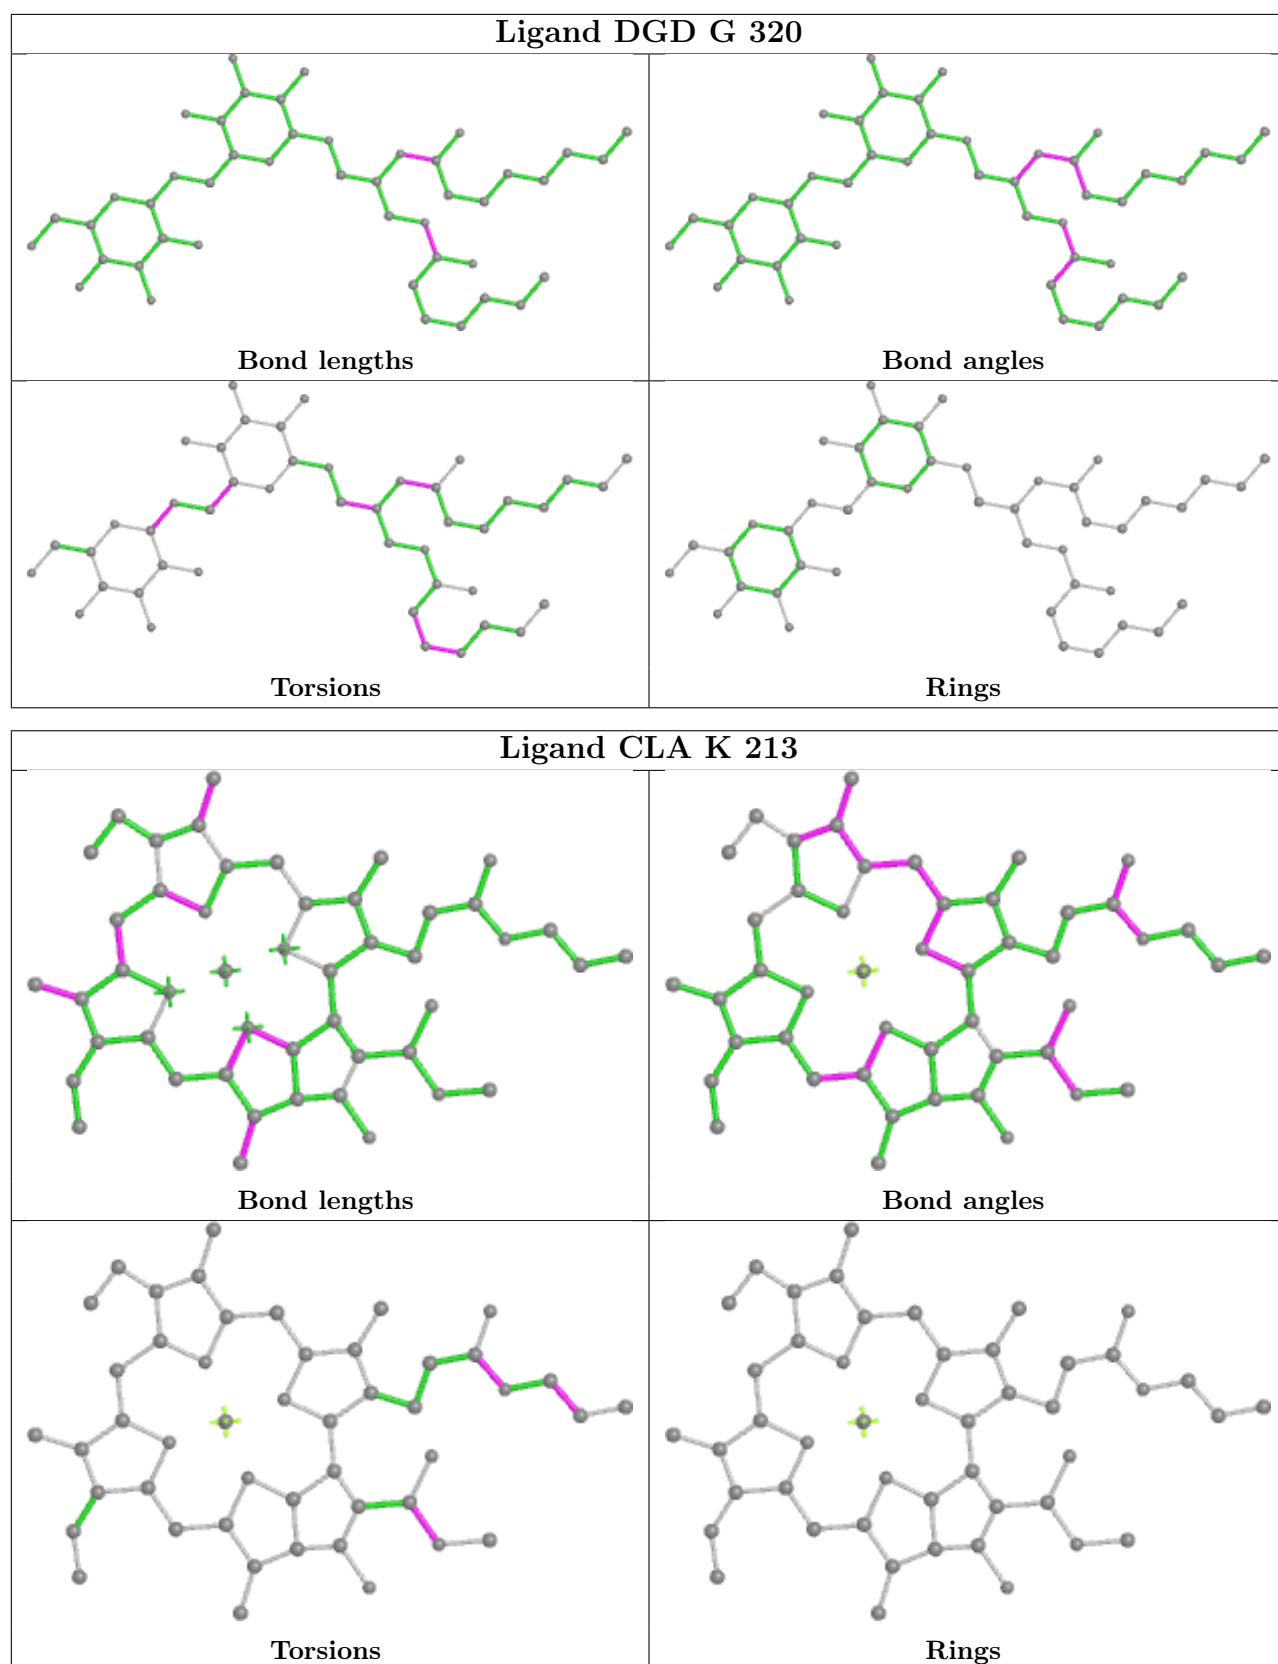 Ligand DGD G 320
Bond lengths
Bond angles
Torsions
Rings
Ligand CLA K 213
Bond lengths
Bond angles
Torsions
Rings